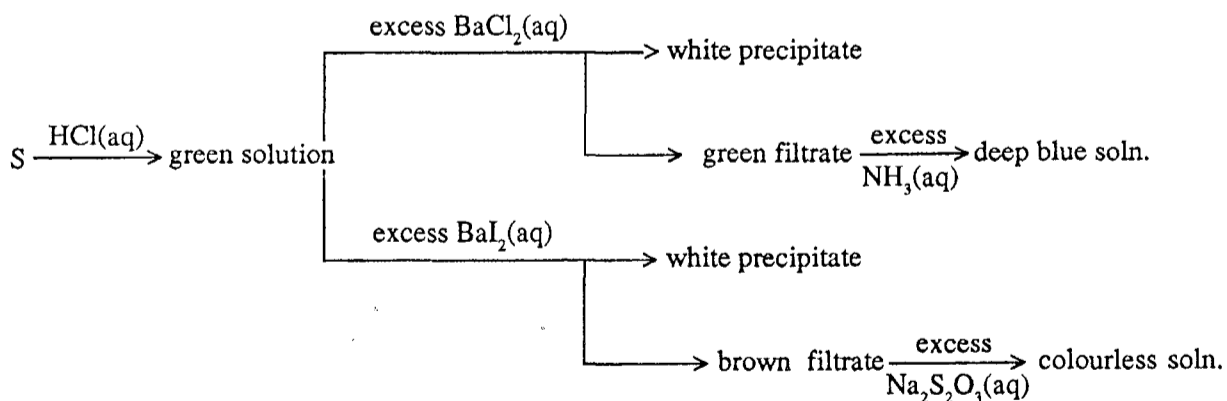 excess BaCl₂(aq)
white precipitate
S HCl(aq) green solution
green filtrate excess NH₃(aq) deep blue soln.
excess BaI₂(aq)
white precipitate
brown filtrate excess Na₂S₂O₃(aq) colourless soln.